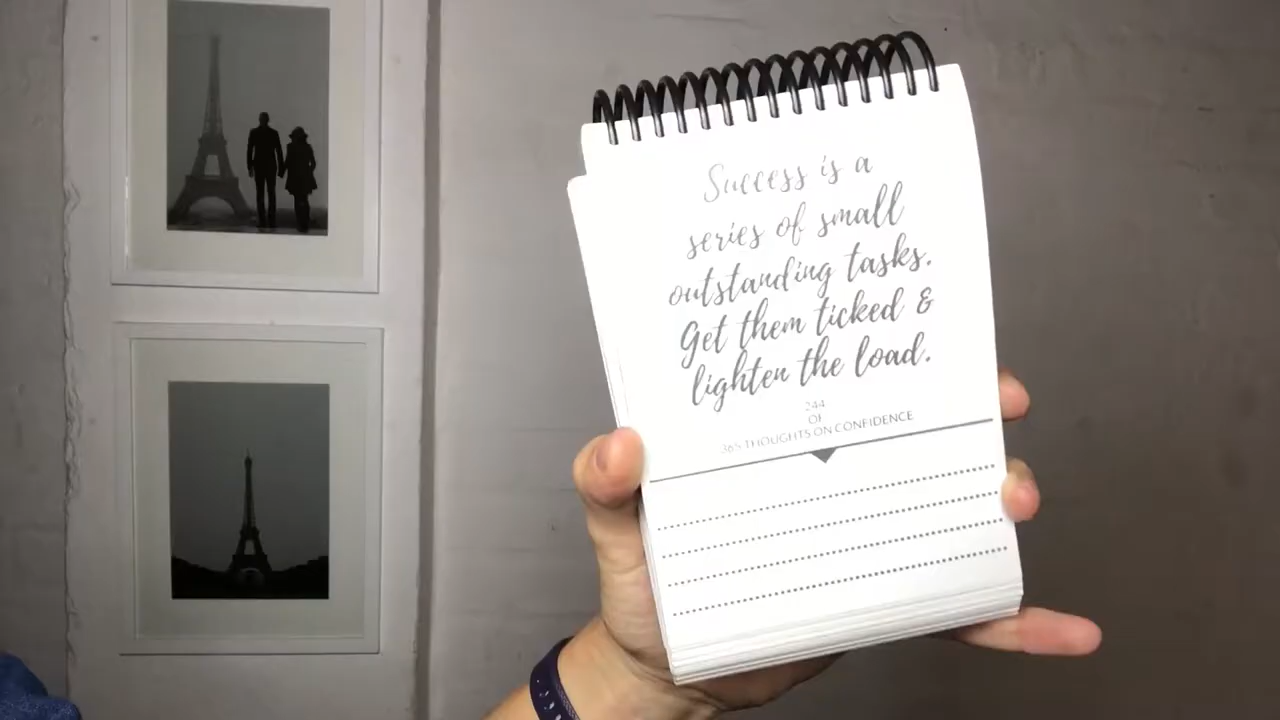 Success is a
series of small
outstanding tasks.
Get them ticked &
lighten the load.
244
OF
365 THOUGHTS ON CONFIDENCE